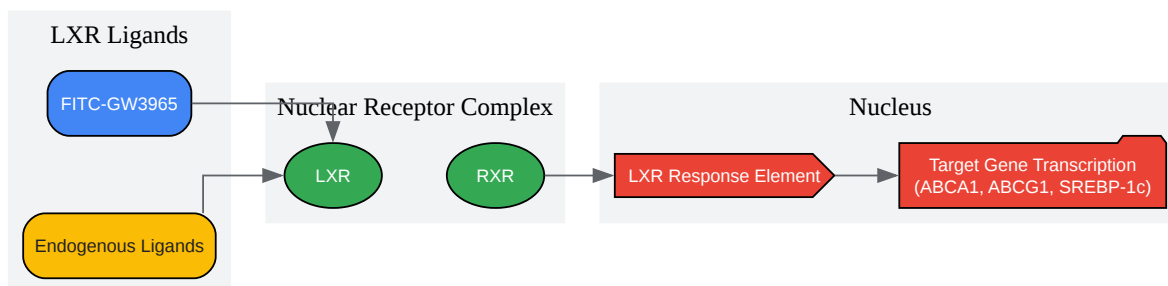 LXR Ligands
FITC-GW3965
Endogenous Ligands
Nuclear Receptor Complex
LXR
RXR
Nucleus
LXR Response Element
Target Gene Transcription
(ABCA1, ABCG1, SREBP-1c)